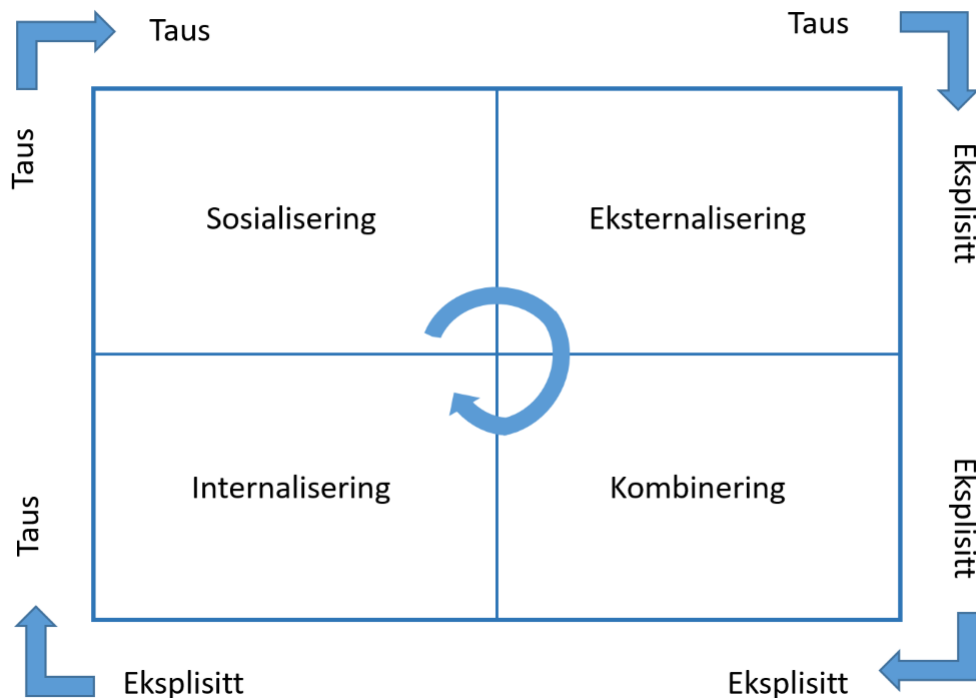 Taus
Taus
Taus
Eksplisitt
Sosialisering
Eksternalisering
Internalisering
Kombinering
Taus
Eksplisitt
Eksplisitt
Eksplisitt